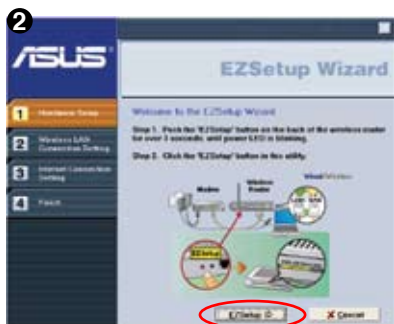 2
ASUS
EZSetup Wizard
1 Hardware Setup
2 Wireless LAN
Connection Setting
3 Internet Connection
Setting
4 Finish
Welcome to the EZSetup Wizard
Step 1. Push the "EZSetup" button on the back of the wireless router
for over 3 seconds, until power LED is blinking.
Step 2. Click the "EZSetup" button in this utility.
Modem
Wireless
Router
Wired/Wireless
EZSetup
EZSetup
Cancel